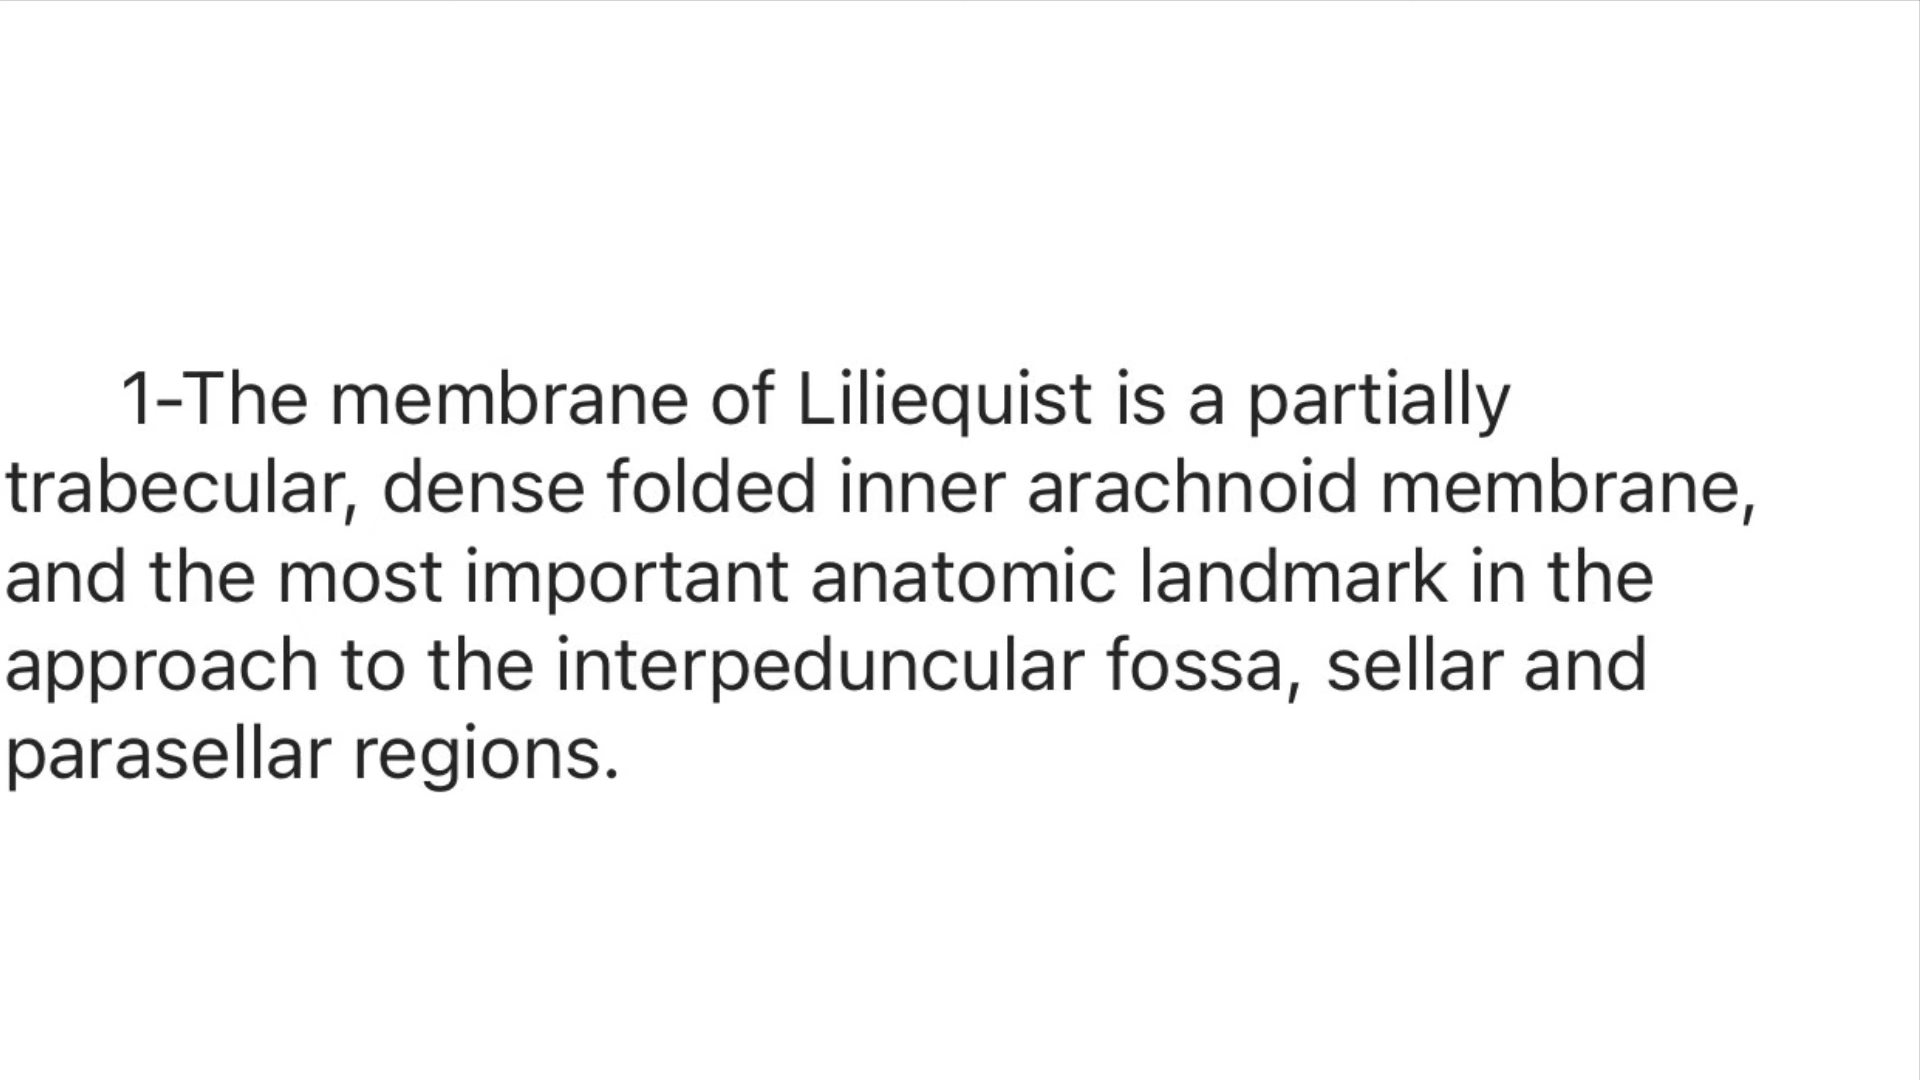 1-The membrane of Liliequist is a partially
trabecular, dense folded inner arachnoid membrane,
and the most important anatomic landmark in the
approach to the interpeduncular fossa, sellar and
parasellar regions.